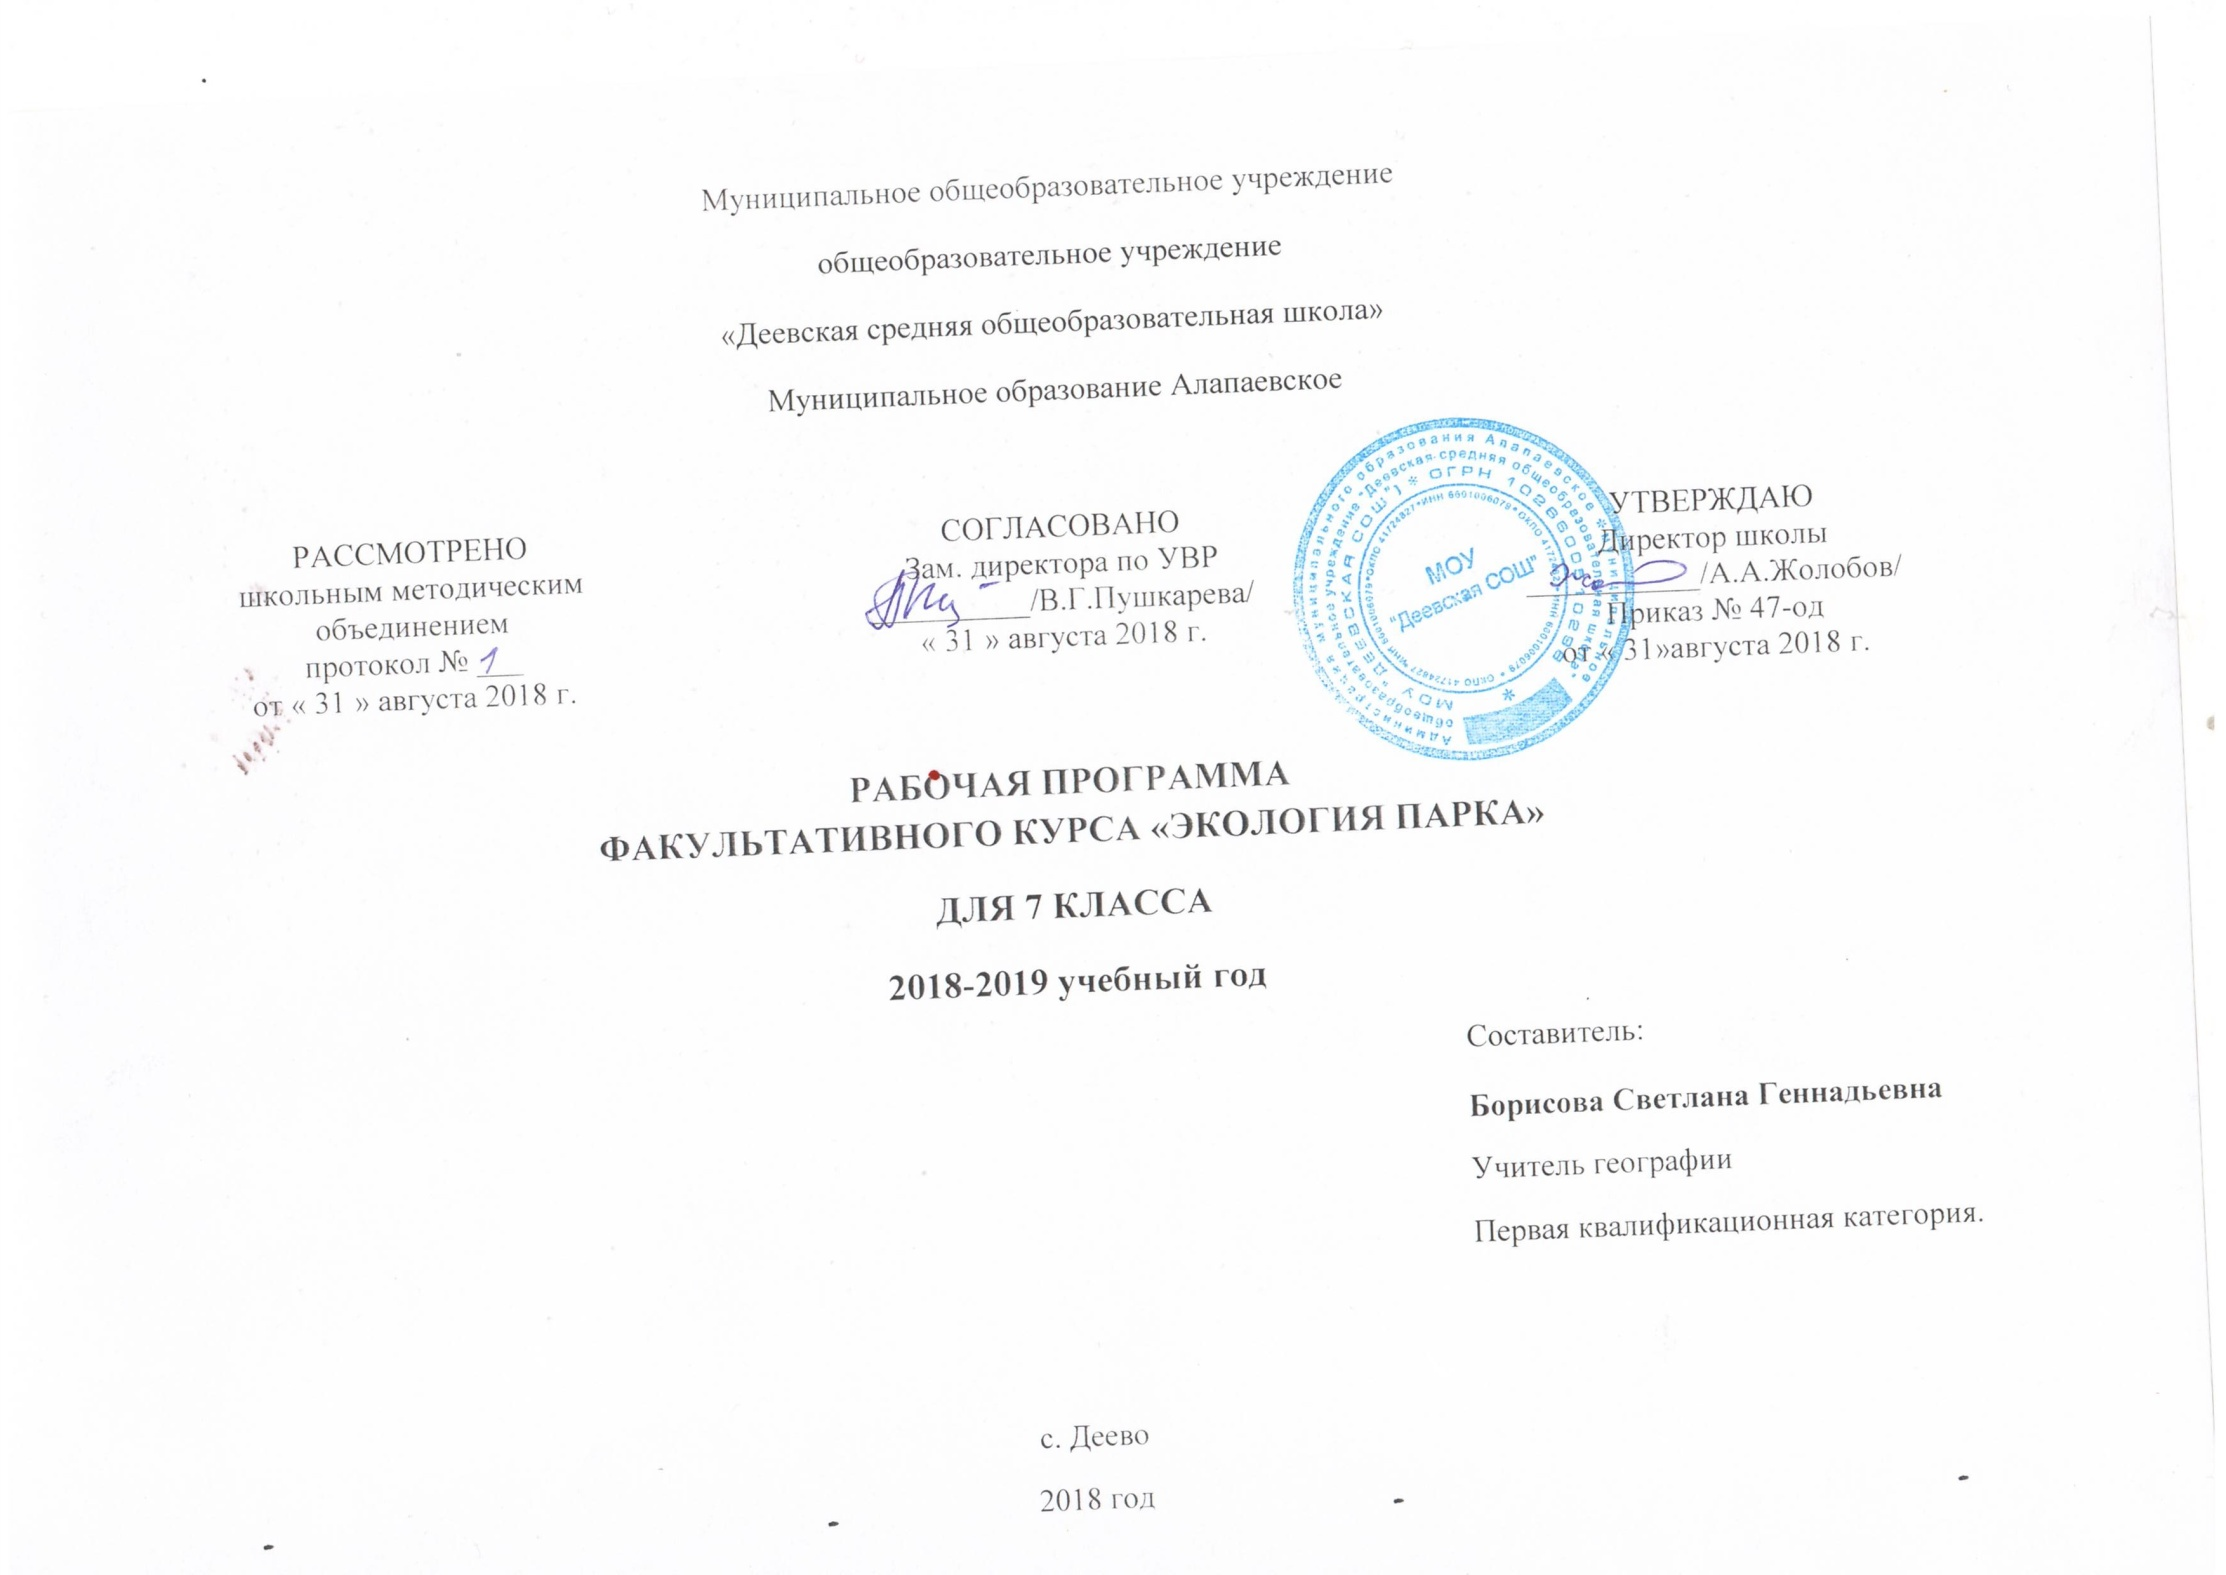 Муниципальное общеобразовательное учреждение
общеобразовательное учреждение
«Деевская средняя общеобразовательная школа»
Муниципальное образование Алапаевское
РАССМОТРЕНО
школьным методическим
объединением
протокол № 1
от « 31 » августа 2018 г.
СОГЛАСОВАНО
Зам. директора по УВР
/В.Г.Пушкарева/
« 31 » августа 2018 г.
МОУ
"Деевская СОШ"
УТВЕРЖДАЮ
Директор школы
/А.А.Жолобов/
Приказ № 47-од
от « 31»августа 2018 г.
РАБОЧАЯ ПРОГРАММА
ФАКУЛЬТАТИВНОГО КУРСА «ЭКОЛОГИЯ ПАРКА»
ДЛЯ 7 КЛАССА
2018-2019 учебный год
Составитель:
Борисова Светлана Геннадьевна
Учитель географии
Первая квалификационная категория.
с. Деево
2018 год